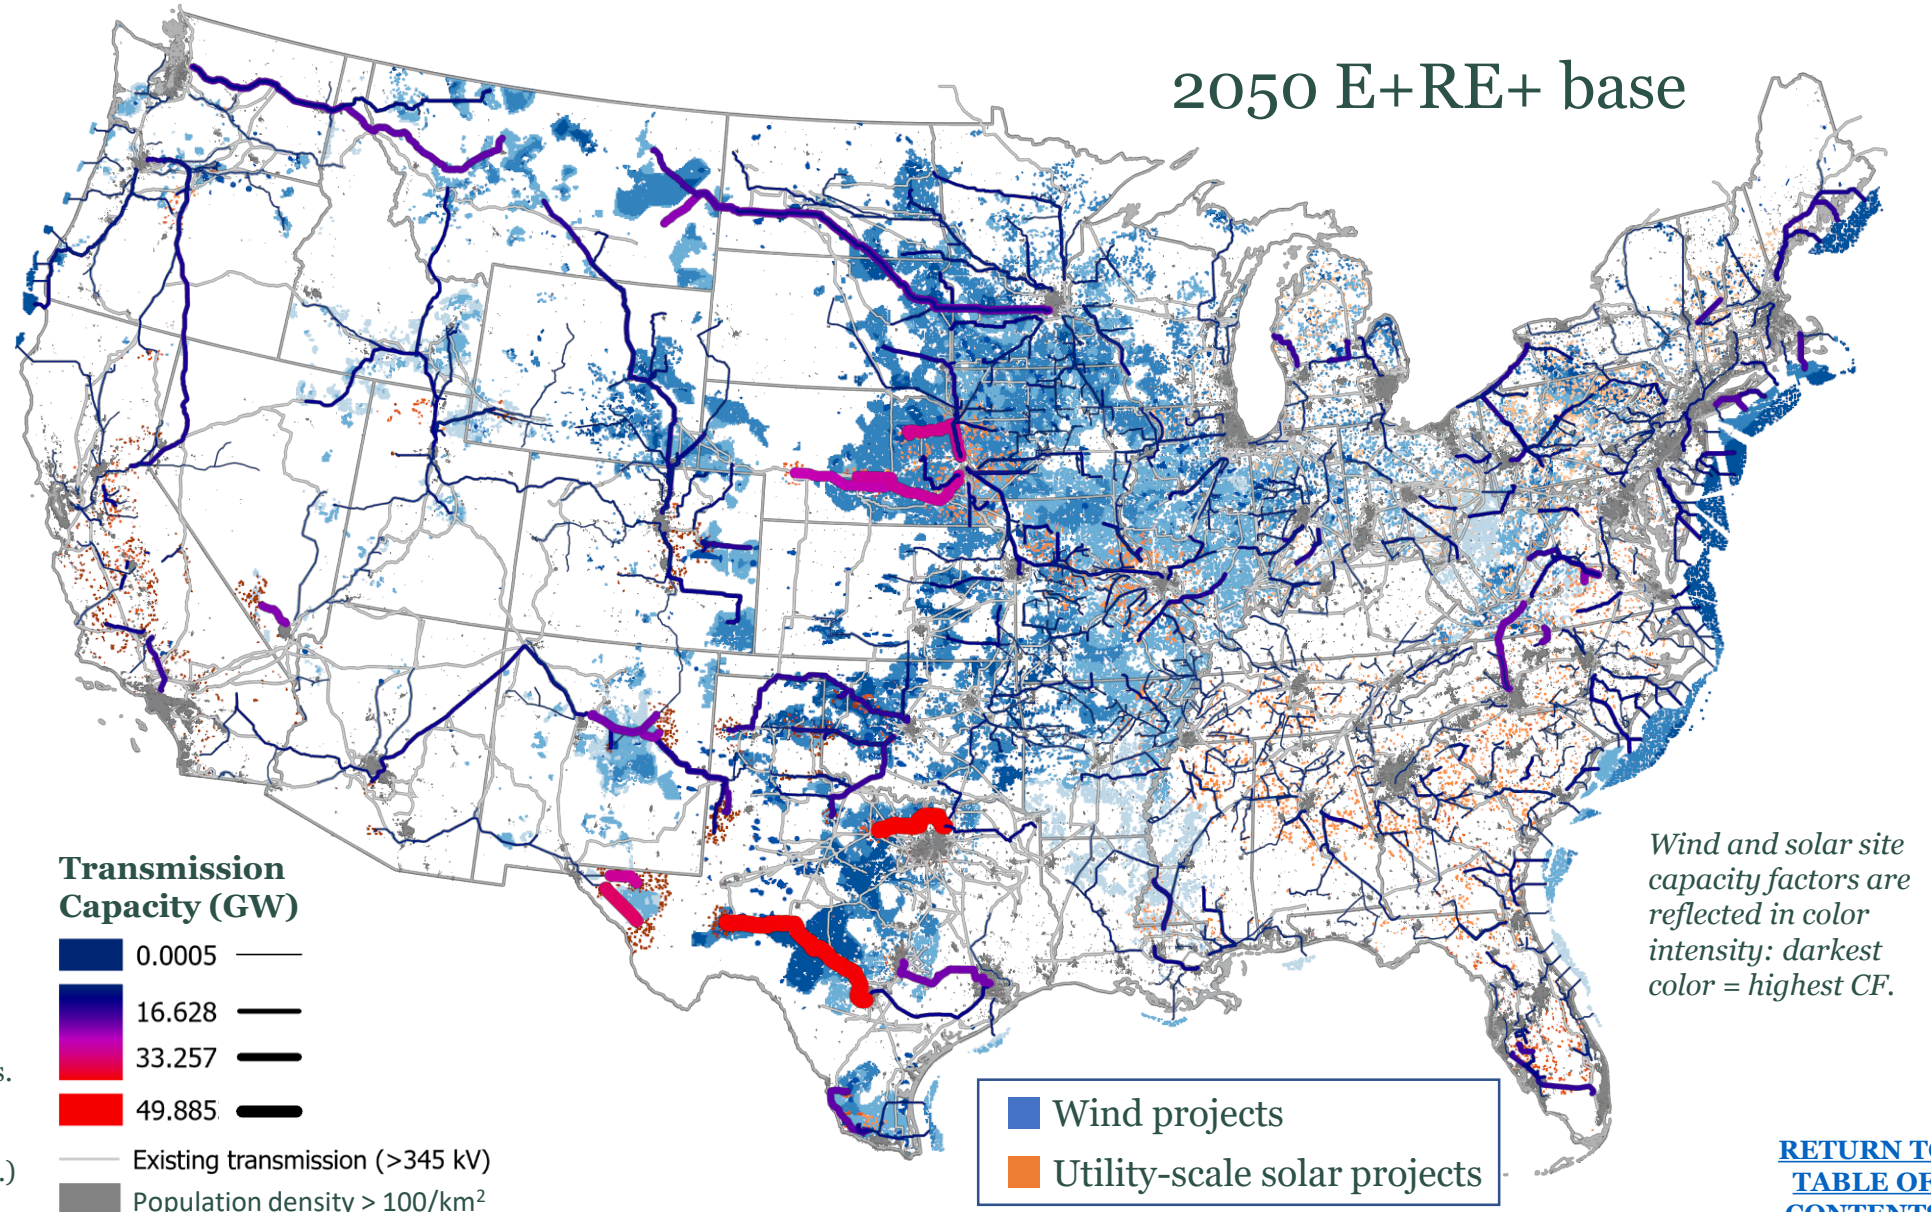 2050 E+RE+ base
Transmission
Capacity (GW)
0.0005
16.628
33.257
49.885
Existing transmission (>345 kV)
Population density > 100/km²
s.
.)
Wind projects
Utility-scale solar projects
Wind and solar site
capacity factors are
reflected in color
intensity: darkest
color = highest CF.
RETURN TO
TABLE OF
CONTENTS